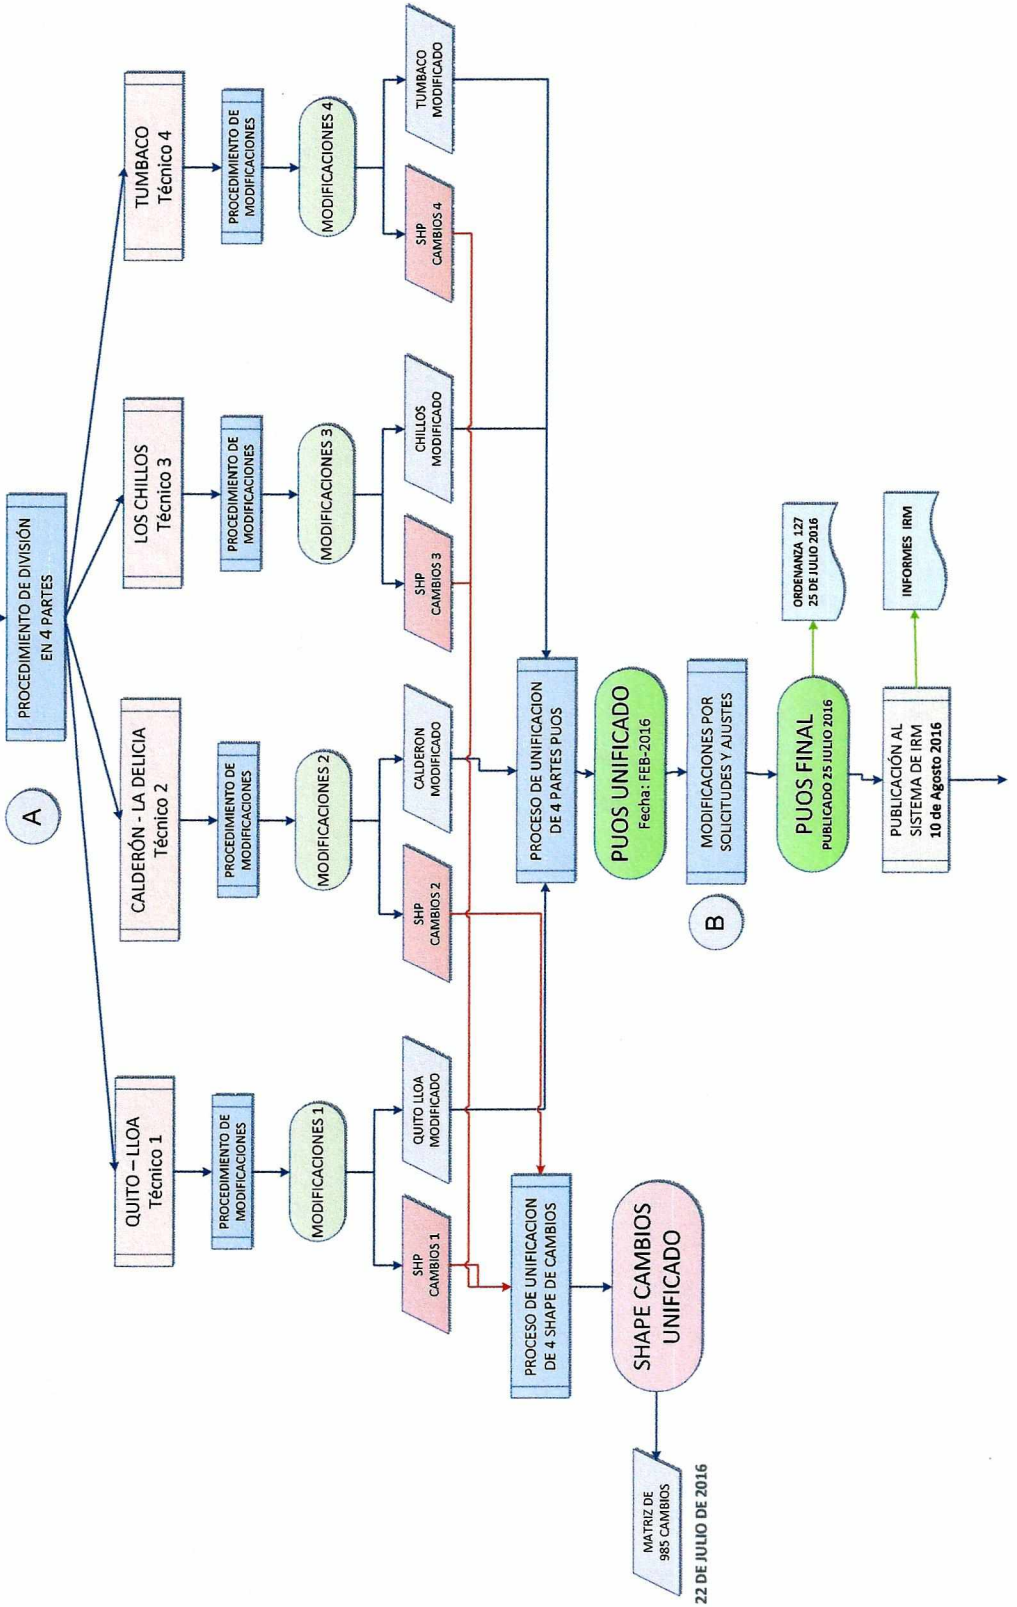 PROCEDIMIENTO DE DIVISIÓN
EN 4 PARTES
A
QUITO – LLOA
Técnico 1
CALDERÓN - LA DELICIA
Técnico 2
LOS CHILLOS
Técnico 3
TUMBACO
Técnico 4
PROCEDIMIENTO DE
MODIFICACIONES
PROCEDIMIENTO DE
MODIFICACIONES
PROCEDIMIENTO DE
MODIFICACIONES
PROCEDIMIENTO DE
MODIFICACIONES
MODIFICACIONES 1
MODIFICACIONES 2
MODIFICACIONES 3
MODIFICACIONES 4
SHP
CAMBIOS 1
QUITO LLOA
MODIFICADO
SHP
CAMBIOS 2
CALDERON
MODIFICADO
SHP
CAMBIOS 3
CHILLOS
MODIFICADO
SHP
CAMBIOS 4
TUMBACO
MODIFICADO
PROCESO DE UNIFICACION
DE 4 SHAPE DE CAMBIOS
PROCESO DE UNIFICACION
DE 4 PARTES PUOS
SHAPE CAMBIOS
UNIFICADO
PUOS UNIFICADO
Fecha: FEB-2016
MATRIZ DE
985 CAMBIOS
22 DE JULIO DE 2016
B
MODIFICACIONES POR
SOLICITUDES Y AJUSTES
PUOS FINAL
PUBLICADO 25 JULIO 2016
ORDENANZA 127
25 DE JULIO 2016
PUBLICACIÓN AL
SISTEMA DE IRM
10 de Agosto 2016
INFORMES IRM